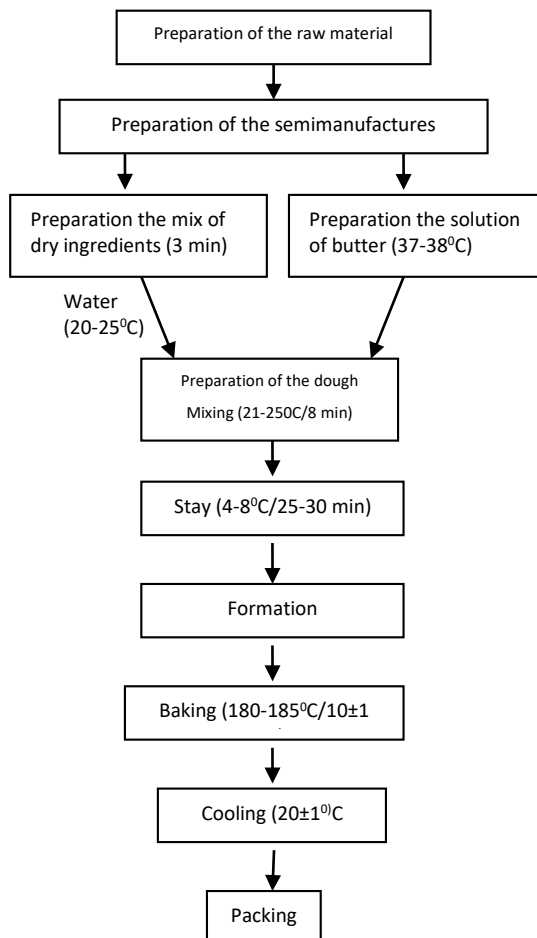 Preparation of the raw material
Preparation of the semimanufactures
Preparation the mix of
dry ingredients (3 min)
Preparation the solution
of butter (37-38⁰C)
Water
(20-25⁰C)
Preparation of the dough
Mixing (21-250C/8 min)
Stay (4-8⁰C/25-30 min)
Formation
Baking (180-185⁰C/10±1
Cooling (20±1⁰⁾C
Packing